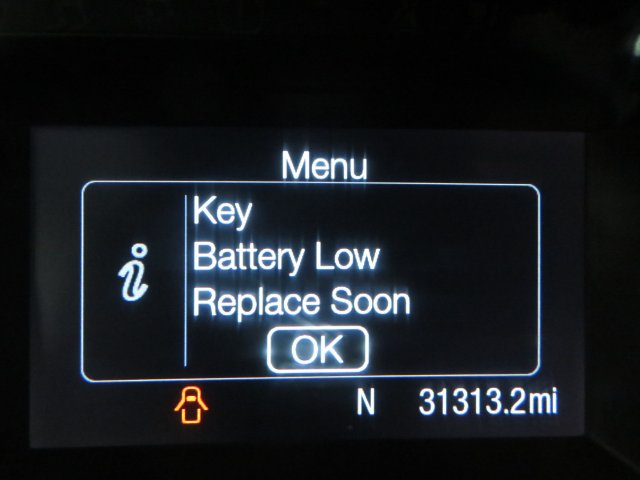 Menu
Key
Battery Low
Replace Soon
OK
N 31313.2mi